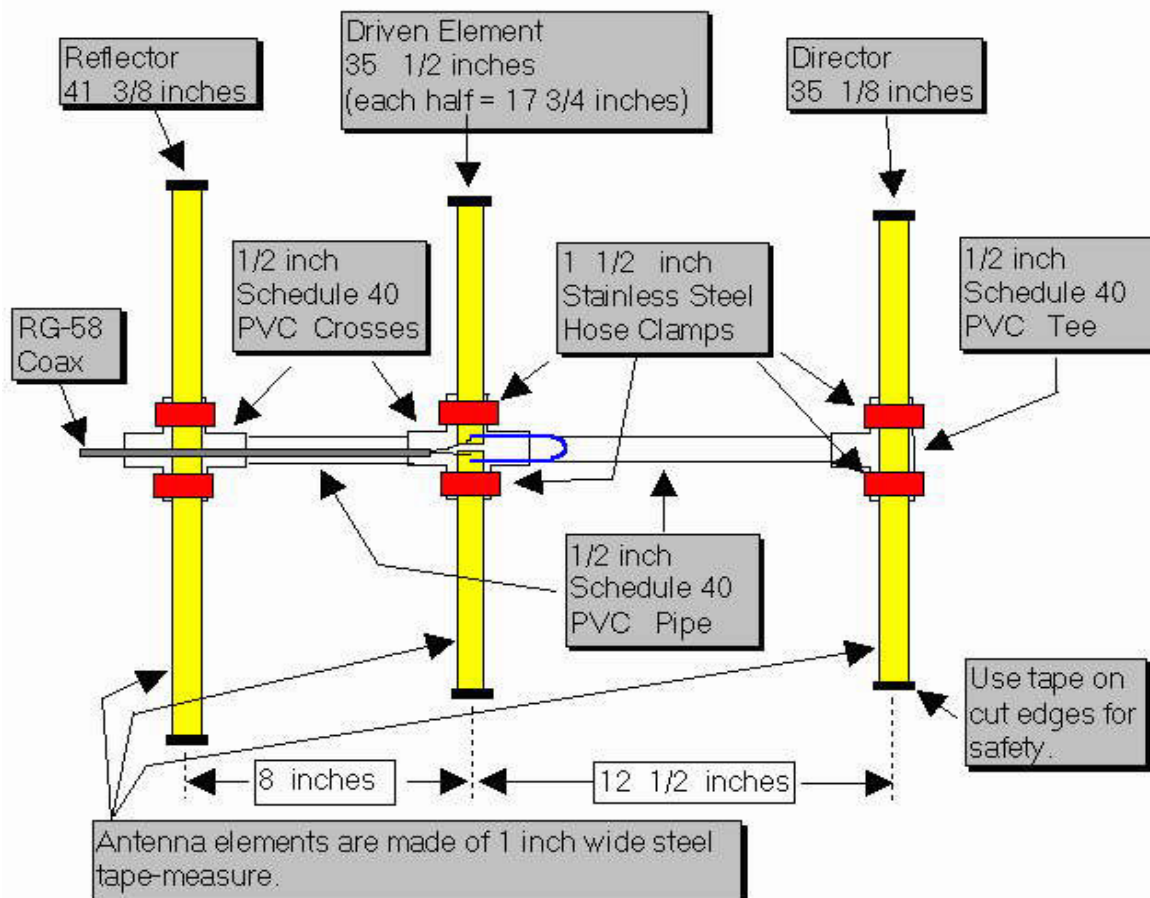 Reflector
41 3/8 inches
Driven Element
35 1/2 inches
(each half = 17 3/4 inches)
Director
35 1/8 inches
RG-58
Coax
1/2 inch
Schedule 40
PVC Crosses
1 1/2 inch
Stainless Steel
Hose Clamps
1/2 inch
Schedule 40
PVC Tee
1/2 inch
Schedule 40
PVC Pipe
Use tape on
cut edges for
safety.
8 inches
12 1/2 inches
Antenna elements are made of 1 inch wide steel
tape-measure.